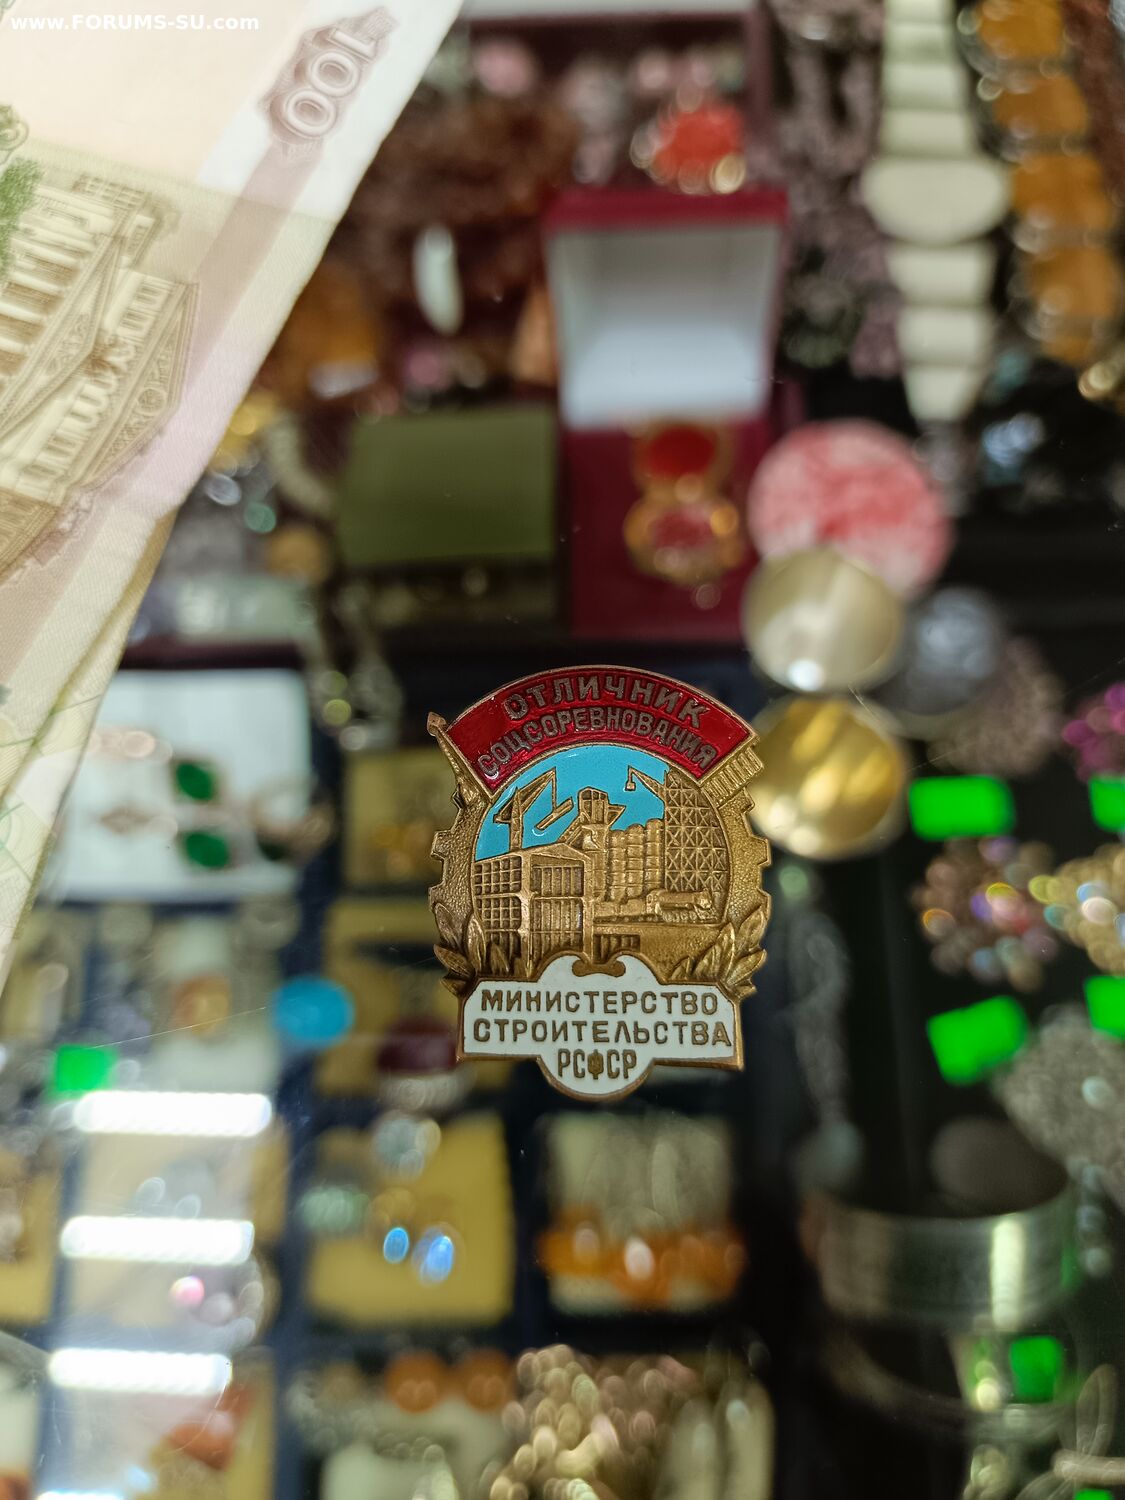 www.FORUMS-SU.com
100
ОТЛИЧНИК
СОЦСОРЕВНОВАНИЯ
МИНИСТЕРСТВО
СТРОИТЕЛЬСТВА
РСФСР